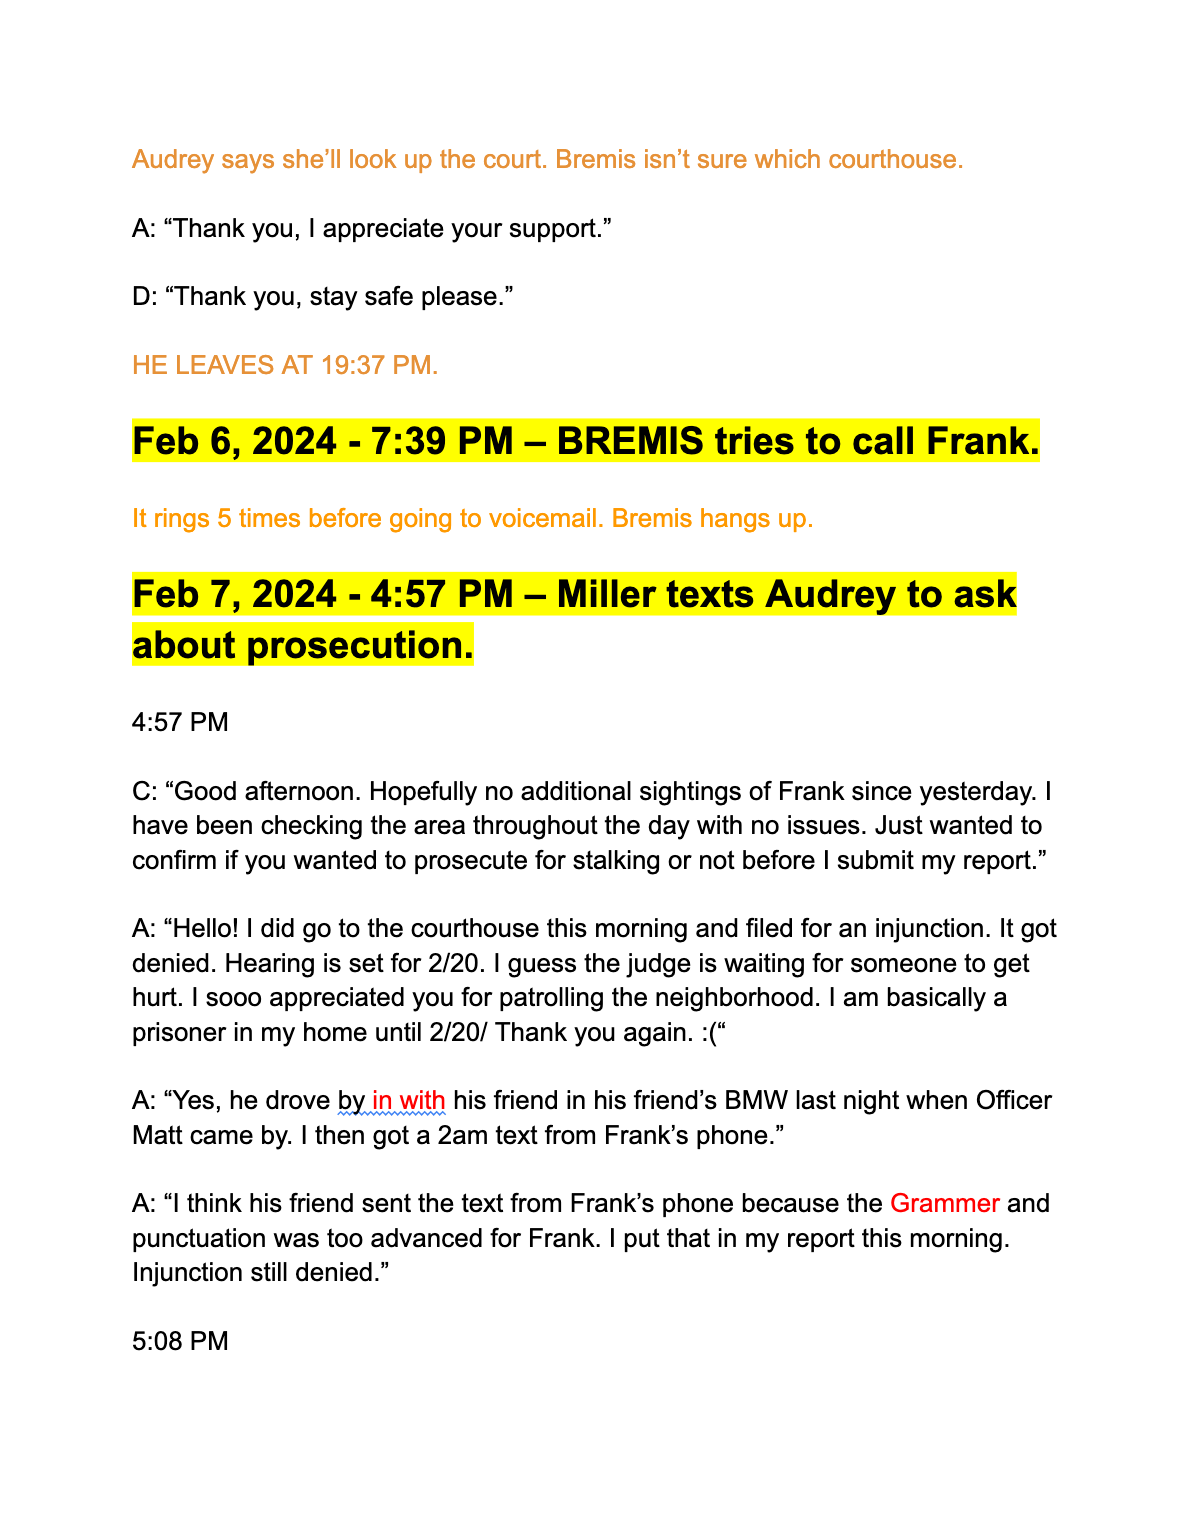 Audrey says she’ll look up the court. Bremis isn’t sure which courthouse.
A: “Thank you, I appreciate your support.”
D: “Thank you, stay safe please.”
HE LEAVES AT 19:37 PM.
Feb 6, 2024 - 7:39 PM – BREMIS tries to call Frank.
It rings 5 times before going to voicemail. Bremis hangs up.
Feb 7, 2024 - 4:57 PM – Miller texts Audrey to ask
about prosecution.
4:57 PM
C: “Good afternoon. Hopefully no additional sightings of Frank since yesterday. I
have been checking the area throughout the day with no issues. Just wanted to
confirm if you wanted to prosecute for stalking or not before I submit my report.”
A: “Hello! I did go to the courthouse this morning and filed for an injunction. It got
denied. Hearing is set for 2/20. I guess the judge is waiting for someone to get
hurt. I sooo appreciated you for patrolling the neighborhood. I am basically a
prisoner in my home until 2/20/ Thank you again. :(“
A: “Yes, he drove by in with his friend in his friend’s BMW last night when Officer
Matt came by. I then got a 2am text from Frank’s phone.”
A: “I think his friend sent the text from Frank’s phone because the Grammer and
punctuation was too advanced for Frank. I put that in my report this morning.
Injunction still denied.”
5:08 PM